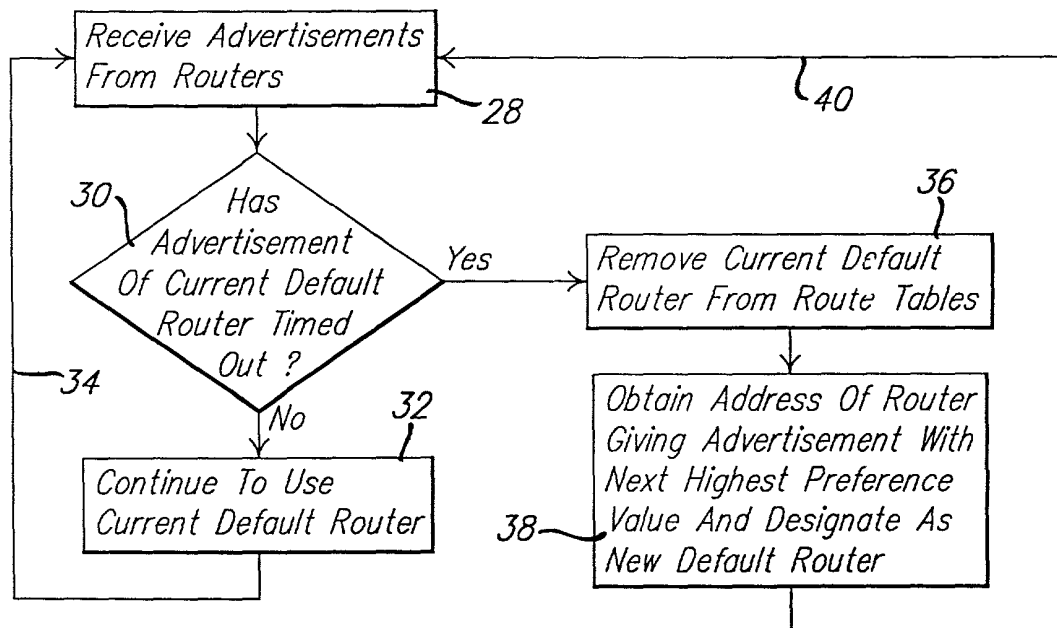 Receive Advertisements
From Routers
28
40
30
Has
Advertisement
Of Current Default
Router Timed
Out ?
Yes
No
36
Remove Current Default
Router From Route Tables
34
32
Continue To Use
Current Default Router
Obtain Address Of Router
Giving Advertisement With
Next Highest Preference
Value And Designate As
New Default Router
38